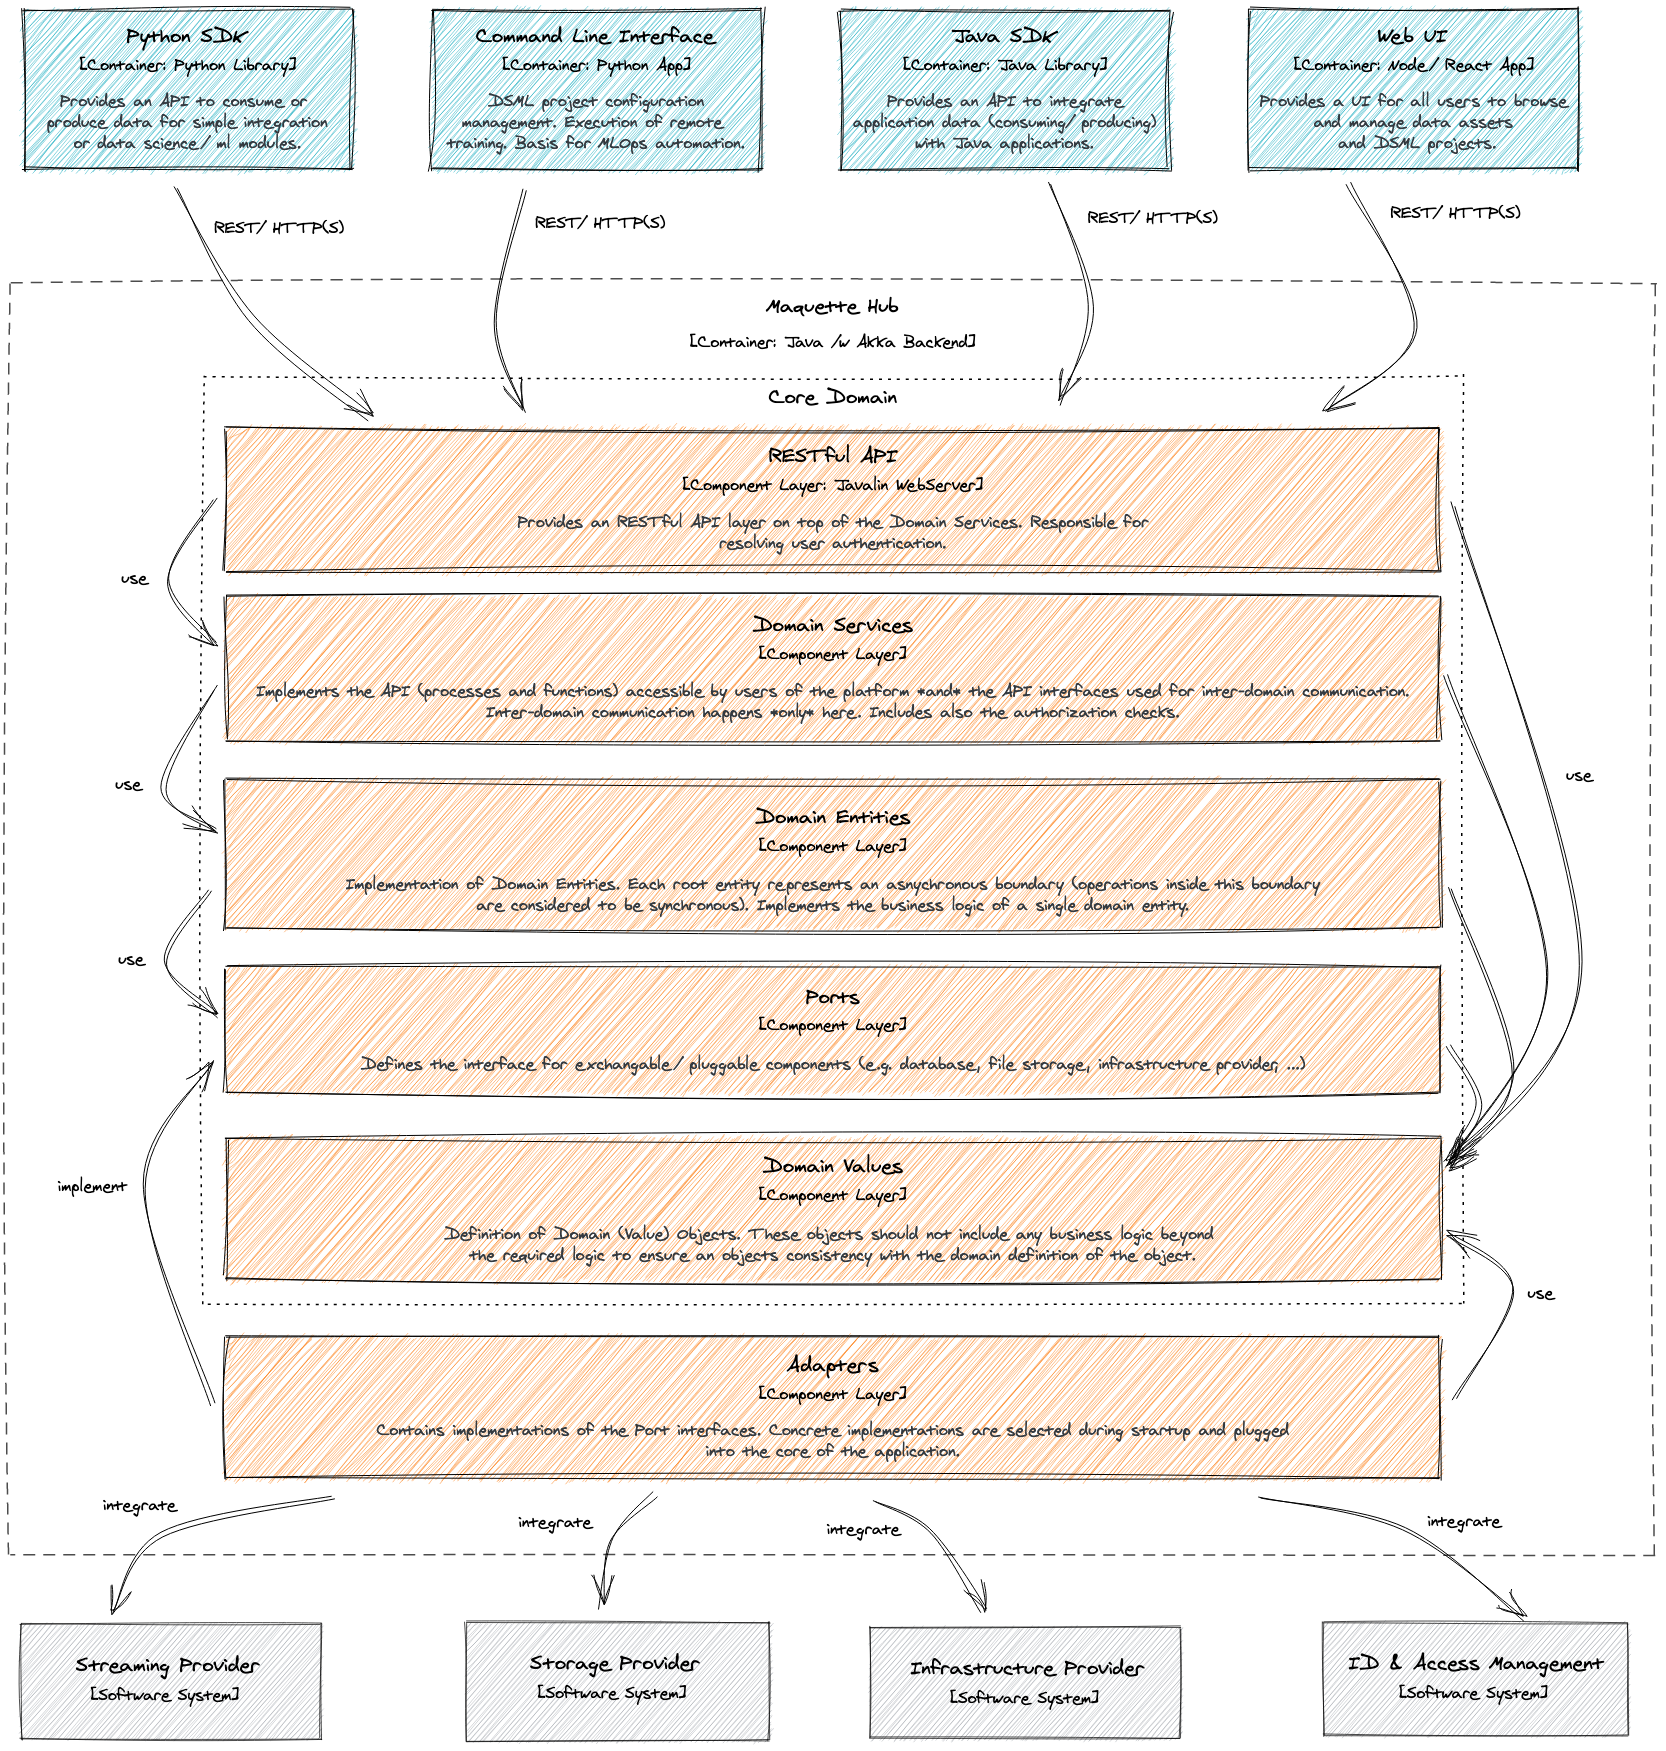 Python SDK
[Container: Python Library]
Provides an API to consume or
produce data for simple integration
or data science/ ml modules.
Command Line Interface
[Container: Python App]
DSML project configuration
management. Execution of remote
training. Basis for MLOps automation.
Java SDK
[Container: Java Library]
Provides an API to integrate
application data (consuming/ producing)
with Java applications.
Web UI
[Container: Node/ React App]
Provides a UI for all users to browse
and manage data assets
and DSML projects.
REST/ HTTP(S)
REST/ HTTP(S)
REST/ HTTP(S)
REST/ HTTP(S)
Maquette Hub
[Container: Java /w Akka Backend]
Core Domain
RESTful API
[Component Layer: Javalin WebServer]
Provides an RESTful API layer on top of the Domain Services. Responsible for
resolving user authentication.
use
Domain Services
[Component Layer]
Implements the API (processes and functions) accessible by users of the platform *and* the API interfaces used for inter-domain communication.
Inter-domain communication happens *only* here. Includes also the authorization checks.
use
use
Domain Entities
[Component Layer]
Implementation of Domain Entities. Each root entity represents an asnychronous boundary (operations inside this boundary
are considered to be synchronous). Implements the business logic of a single domain entity.
use
Ports
[Component Layer]
Defines the interface for exchangable/ pluggable components (e.g. database, file storage, infrastructure provider, ...)
implement
Domain Values
[Component Layer]
Definition of Domain (Value) Objects. These objects should not include any business logic beyond
the required logic to ensure an objects consistency with the domain definition of the object.
use
Adapters
[Component Layer]
Contains implementations of the Port interfaces. Concrete implementations are selected during startup and plugged
into the core of the application.
integrate
integrate
integrate
integrate
Streaming Provider
[Software System]
Storage Provider
[Software System]
Infrastructure Provider
[Software System]
ID & Access Management
[Software System]